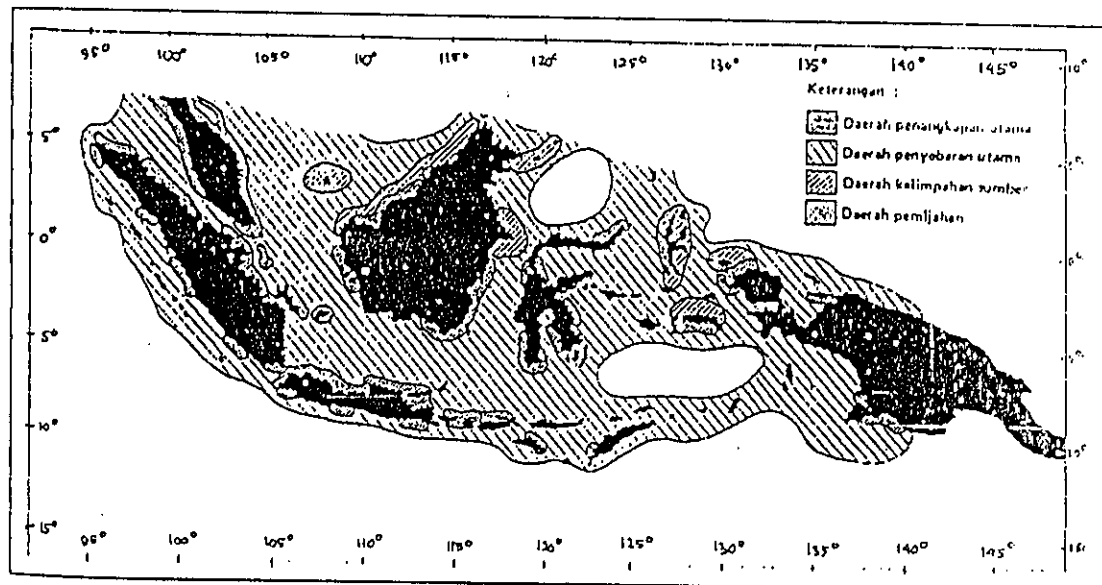 95° 100° 105° 110° 115° 120° 125° 130° 135° 140° 145°
Keterangan :
Daerah penangkapan utama
Daerah penyebaran utama
Daerah kelimpahan sumber
Daerah pemijahan
5°
0°
5°
10°
15°
10°
95° 100° 105° 110° 115° 120° 125° 130° 135° 140° 145°